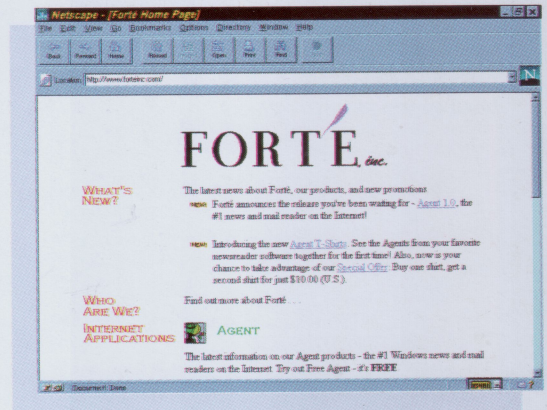 Netscape - [Forté Home Page]
File Edit View Go Bookmarks Options Directory Window Help
Back Forward Home Reload Open Print Find
Location: http://www.forteinc.com/
N
FORTÉ, inc.
WHAT'S NEW?
The latest news about Forté, our products, and new promotions
NEW! Forté announces the release you've been waiting for - Agent 1.0, the
#1 news and mail reader on the Internet!
NEW! Introducing the new Agent T-Shirts. See the Agents from your favorite
newsreader software together for the first time! Also, now is your
chance to take advantage of our Special Offer. Buy one shirt, get a
second shirt for just $10.00 (U.S.).
WHO ARE WE?
Find out more about Forté . . .
INTERNET APPLICATIONS
AGENT
The latest information on our Agent products - the #1 Windows news and mail
readers on the Internet. Try out Free Agent - it's FREE
Document: Done